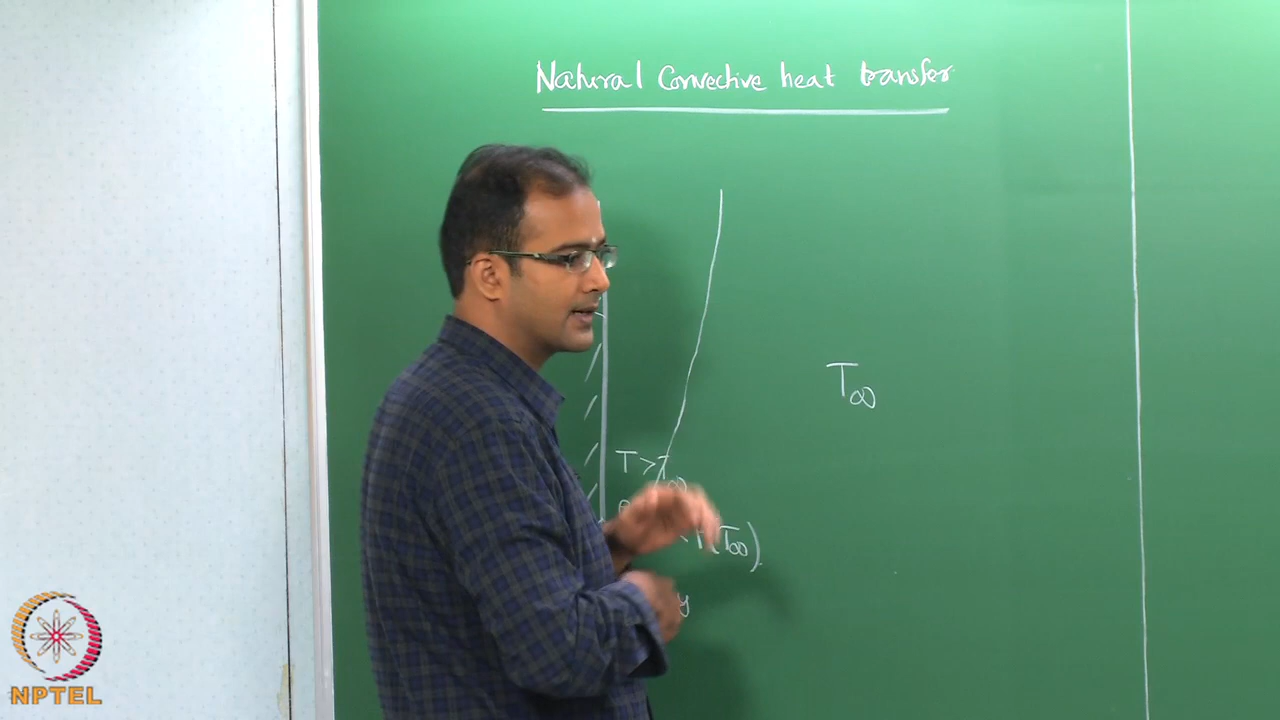 Natural Convective heat transfer
T∞
T > T∞
(T∞)
y
NPTEL